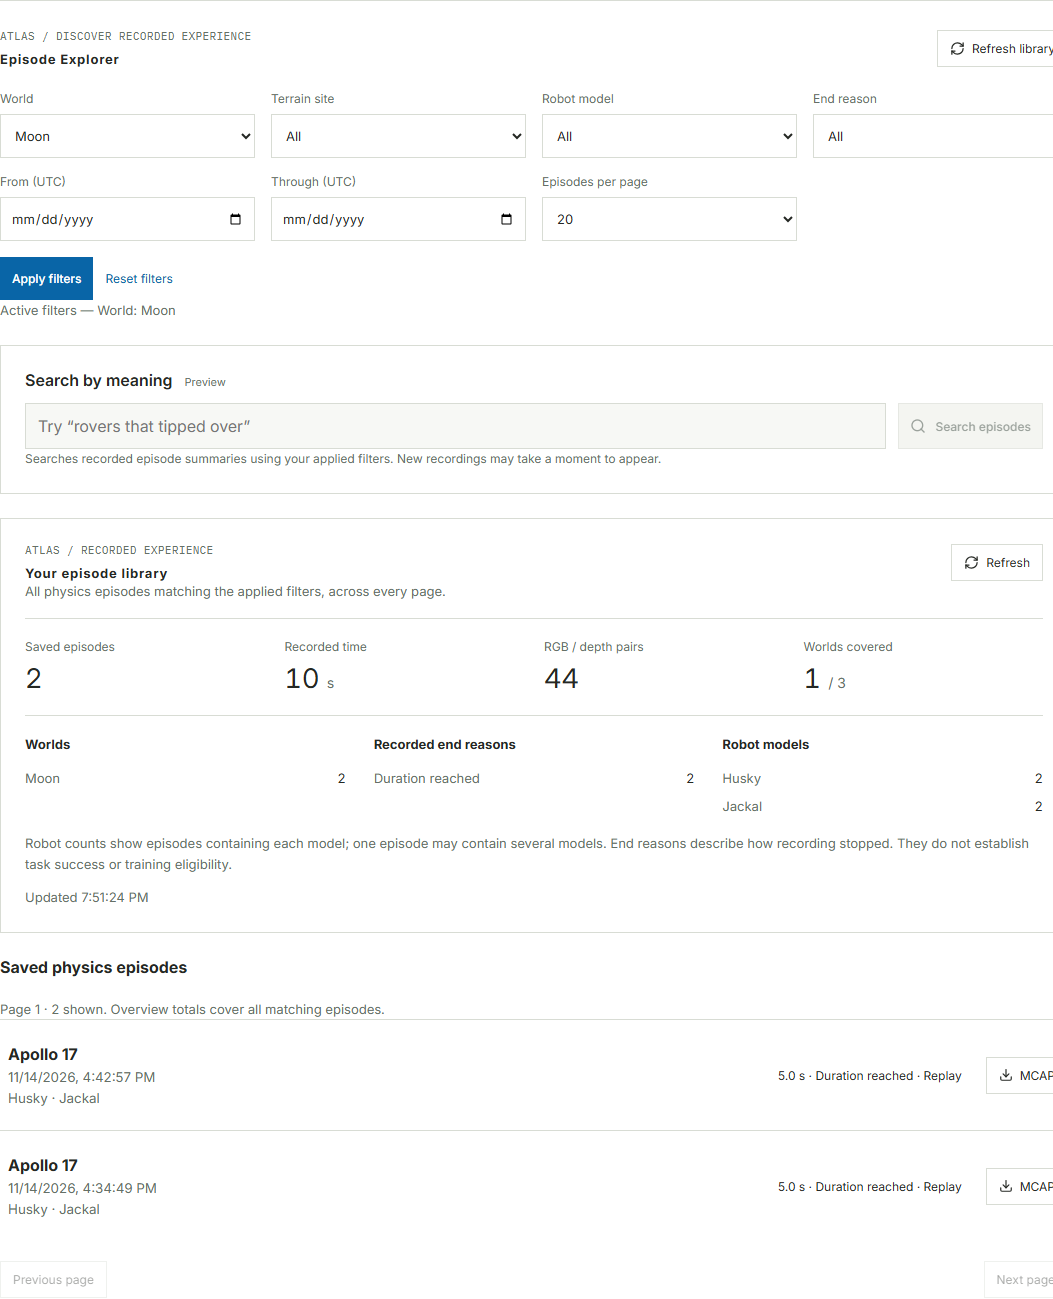 ATLAS / DISCOVER RECORDED EXPERIENCE
Episode Explorer
Refresh library
World
Terrain site
Robot model
End reason
Moon
All
All
All
From (UTC)
Through (UTC)
Episodes per page
mm/dd/yyyy
mm/dd/yyyy
20
Apply filters
Reset filters
Active filters — World: Moon
Search by meaning Preview
Try “rovers that tipped over”
Search episodes
Searches recorded episode summaries using your applied filters. New recordings may take a moment to appear.
ATLAS / RECORDED EXPERIENCE
Your episode library
All physics episodes matching the applied filters, across every page.
Refresh
Saved episodes
Recorded time
RGB / depth pairs
Worlds covered
2
10 s
44
1 / 3
Worlds
Recorded end reasons
Robot models
Moon 2
Duration reached 2
Husky 2
Jackal 2
Robot counts show episodes containing each model; one episode may contain several models. End reasons describe how recording stopped. They do not establish
task success or training eligibility.
Updated 7:51:24 PM
Saved physics episodes
Page 1 · 2 shown. Overview totals cover all matching episodes.
Apollo 17
11/14/2026, 4:42:57 PM
Husky · Jackal
5.0 s · Duration reached · Replay
MCAP
Apollo 17
11/14/2026, 4:34:49 PM
Husky · Jackal
5.0 s · Duration reached · Replay
MCAP
Previous page
Next page